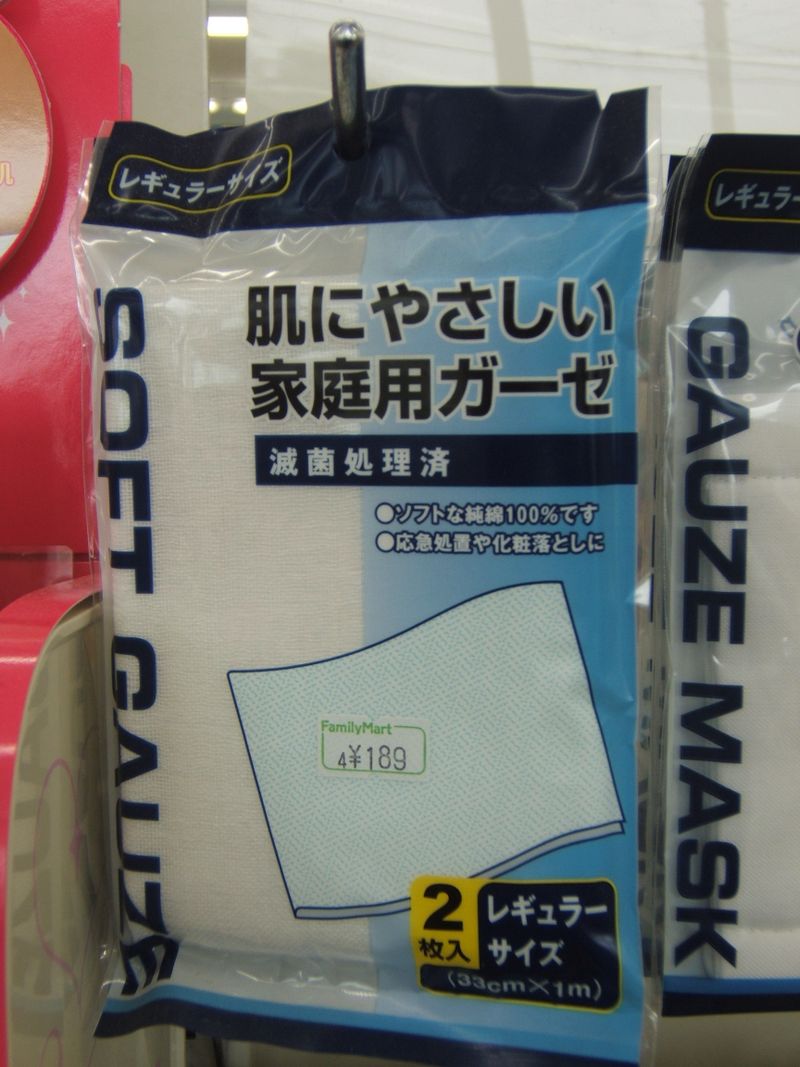 レギュラーサイズ
SOFT GAUZE
肌にやさしい
家庭用ガーゼ
滅菌処理済
●ソフトな純綿100%です
●応急処置や化粧落としに
FamilyMart
4¥189
2
枚入
レギュラー
サイズ
(33cm×1m)
レギュラー
GAUZE MASK
肌